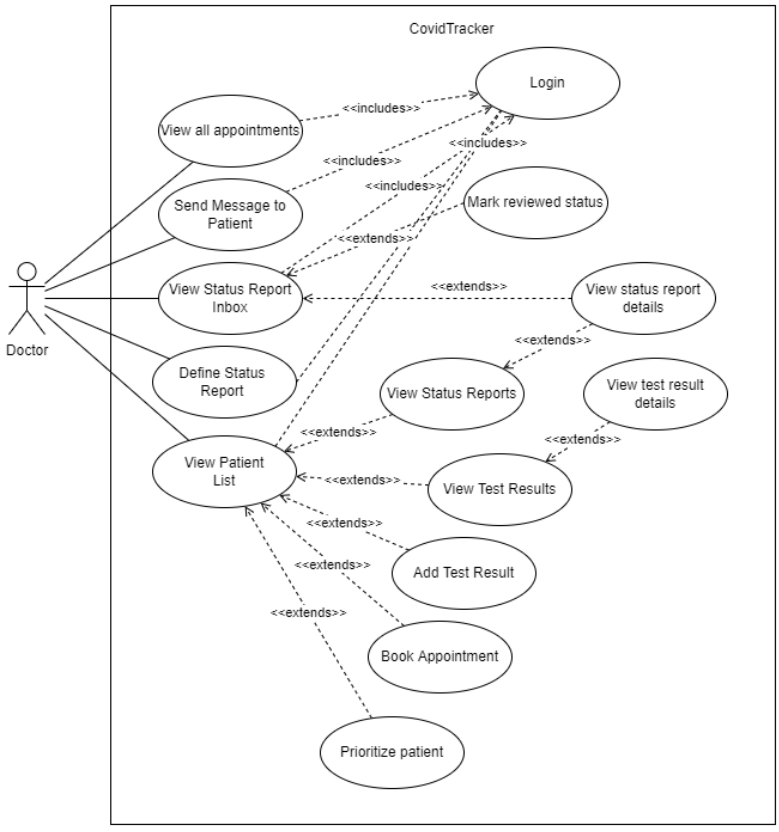 CovidTracker
Login
<<includes>>
View all appointments
<<includes>>
<<includes>>
<<includes>>
Send Message to
Patient
Mark reviewed status
<<extends>>
Doctor
View Status Report
Inbox
<<extends>>
View status report
details
<<extends>>
Define Status
Report
View Status Reports
View test result
details
<<extends>>
<<extends>>
View Patient
List
<<extends>>
View Test Results
<<extends>>
Add Test Result
<<extends>>
Book Appointment
<<extends>>
Prioritize patient